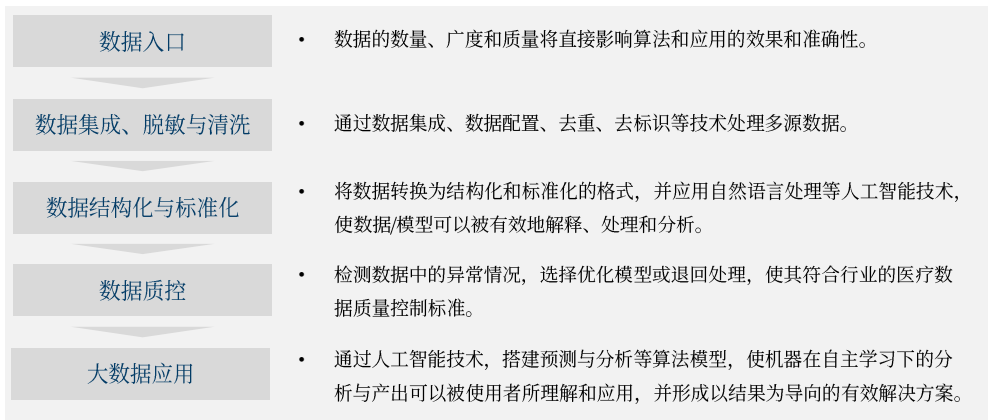 数据入口
• 数据的数量、广度和质量将直接影响算法和应用的效果和准确性。
数据集成、脱敏与清洗
• 通过数据集成、数据配置、去重、去标识等技术处理多源数据。
数据结构化与标准化
• 将数据转换为结构化和标准化的格式，并应用自然语言处理等人工智能技术，
使数据/模型可以被有效地解释、处理和分析。
数据质控
• 检测数据中的异常情况，选择优化模型或退回处理，使其符合行业的医疗数
据质量控制标准。
大数据应用
• 通过人工智能技术，搭建预测与分析等算法模型，使机器在自主学习下的分
析与产出可以被使用者所理解和应用，并形成以结果为导向的有效解决方案。